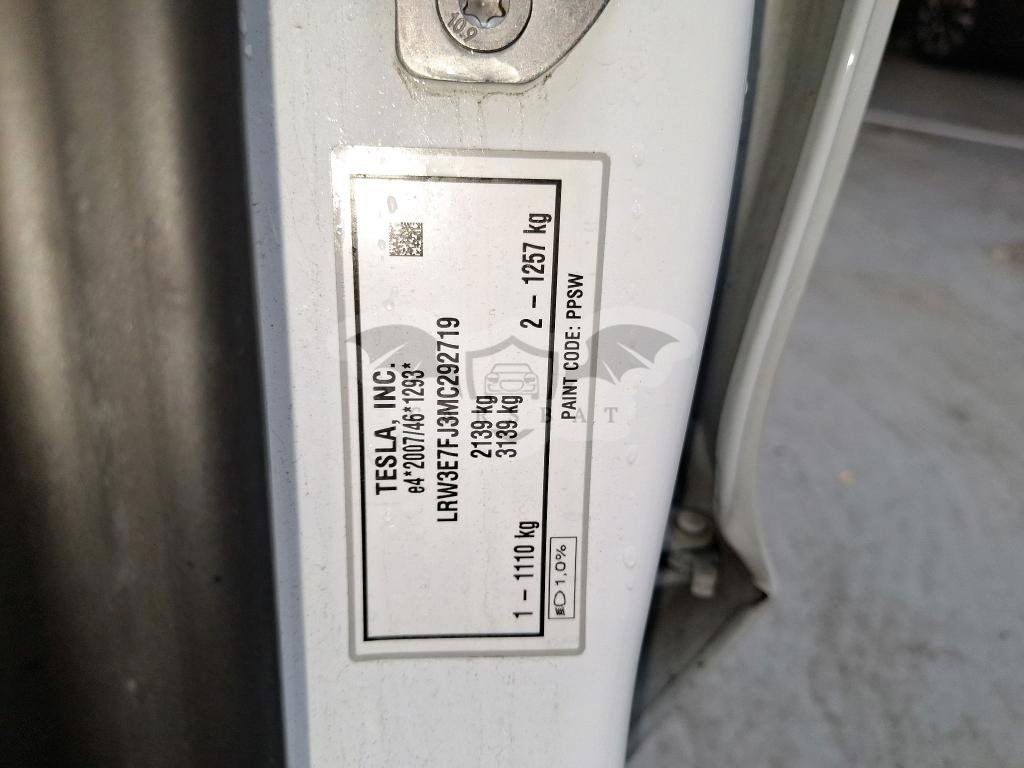 10.9
TESLA, INC.
e4*2007/46*1293*
LRW3E7FJ3NC292719
2139 kg
3139 kg
1 – 1110 kg 2 – 1257 kg
1,0%
PAINT CODE: PPSW